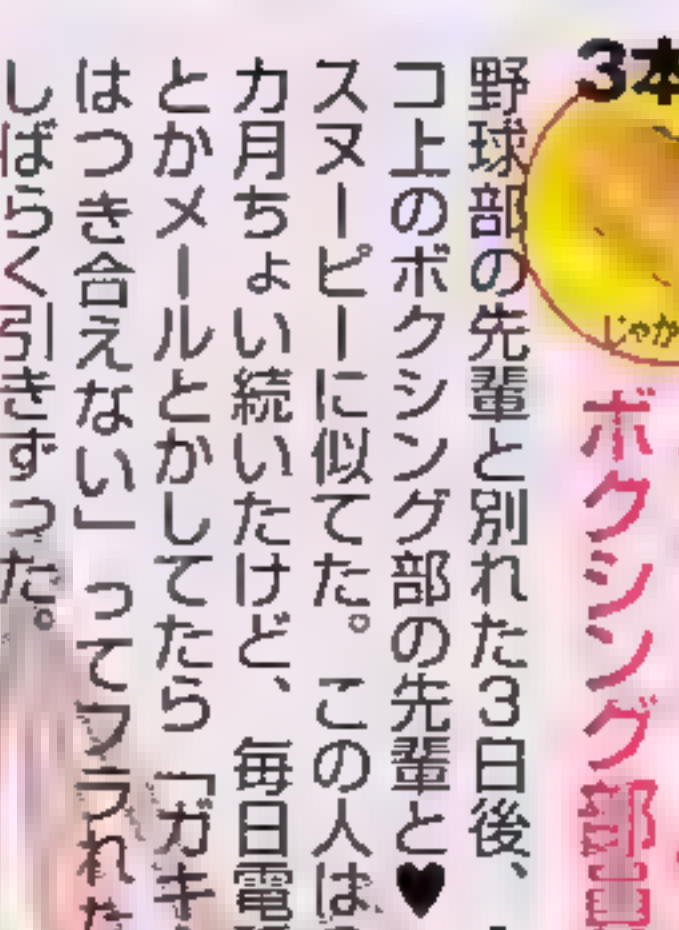 3本
じゃが
ボクシング部員
野球部の先輩と別れた3日後、
コ上のボクシング部の先輩と♥
スヌーピーに似てた。この人は
カ月ちょい続いたけど、毎日電
とかメールとかしてたら「ガキ
はつき合えない」ってフラれた
しばらく引きずった。